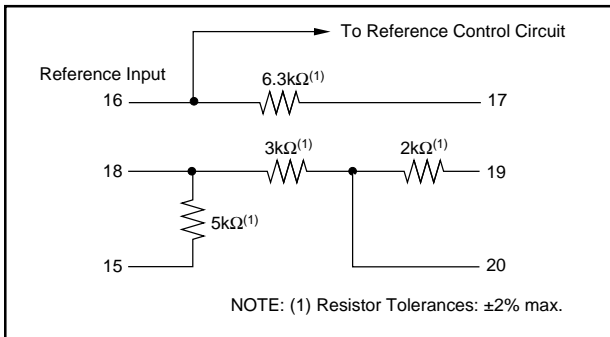 To Reference Control Circuit
Reference Input
6.3kΩ(1)
16
17
3kΩ(1)
2kΩ(1)
18
19
5kΩ(1)
15
20
NOTE: (1) Resistor Tolerances: ±2% max.